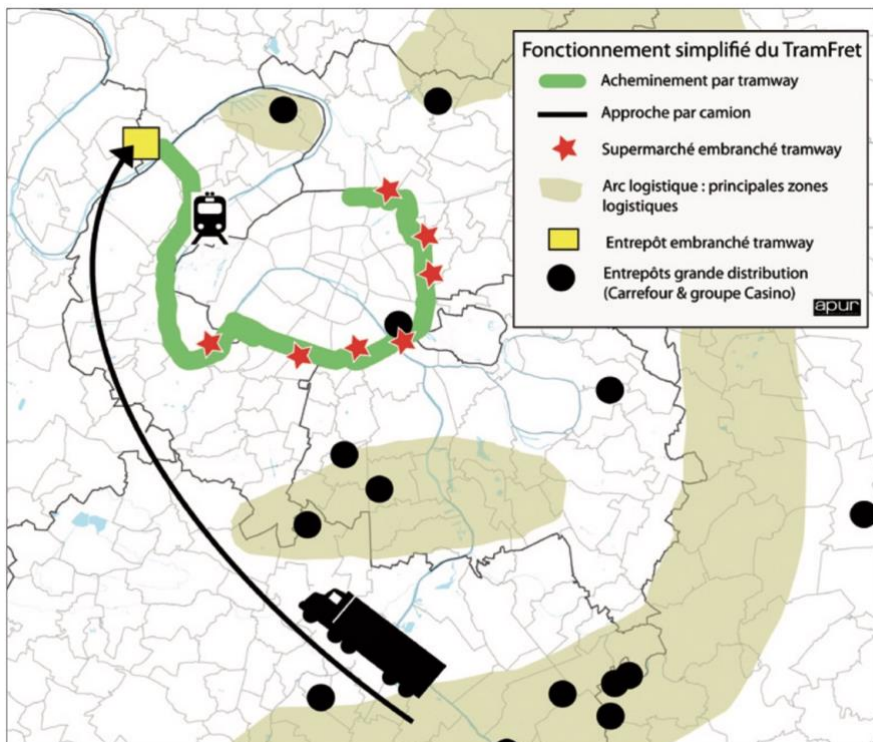 Fonctionnement simplifié du TramFret
Acheminement par tramway
Approche par camion
Supermarché embranché tramway
Arc logistique : principales zones
logistiques
Entrepôt embranché tramway
Entrepôts grande distribution
(Carrefour & groupe Casino)
apur